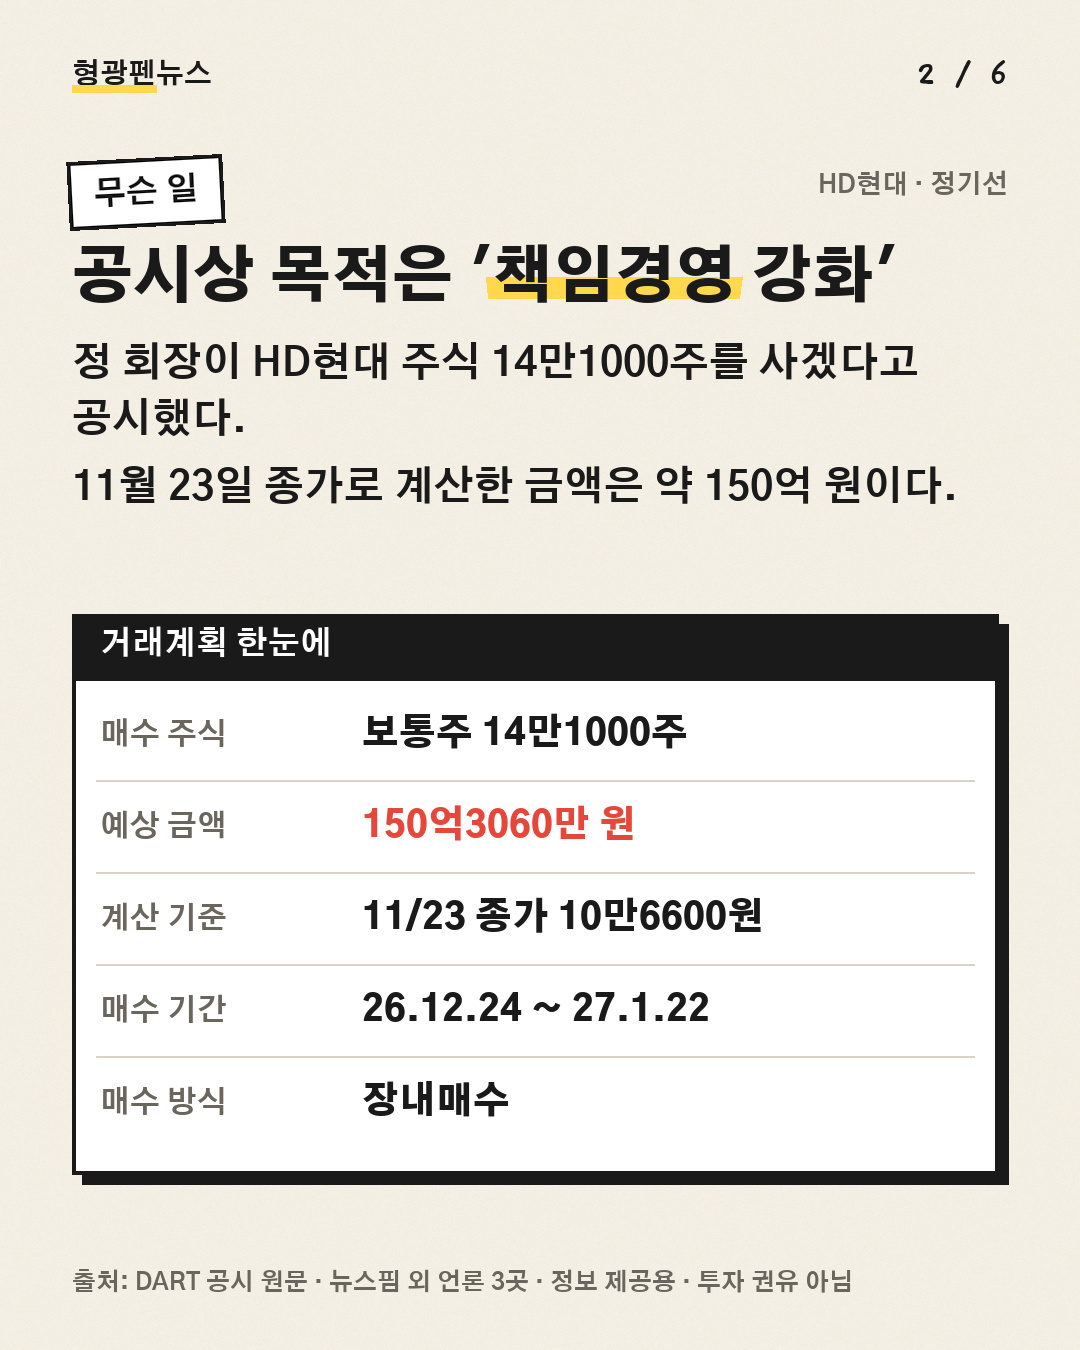 형광펜뉴스
2 / 6
무슨 일
HD현대 · 정기선
공시상 목적은 '책임경영 강화'
정 회장이 HD현대 주식 14만1000주를 사겠다고
공시했다.
11월 23일 종가로 계산한 금액은 약 150억 원이다.
거래계획 한눈에
매수 주식 보통주 14만1000주
예상 금액 150억3060만 원
계산 기준 11/23 종가 10만6600원
매수 기간 26.12.24 ~ 27.1.22
매수 방식 장내매수
출처: DART 공시 원문 · 뉴스핌 외 언론 3곳 · 정보 제공용 · 투자 권유 아님